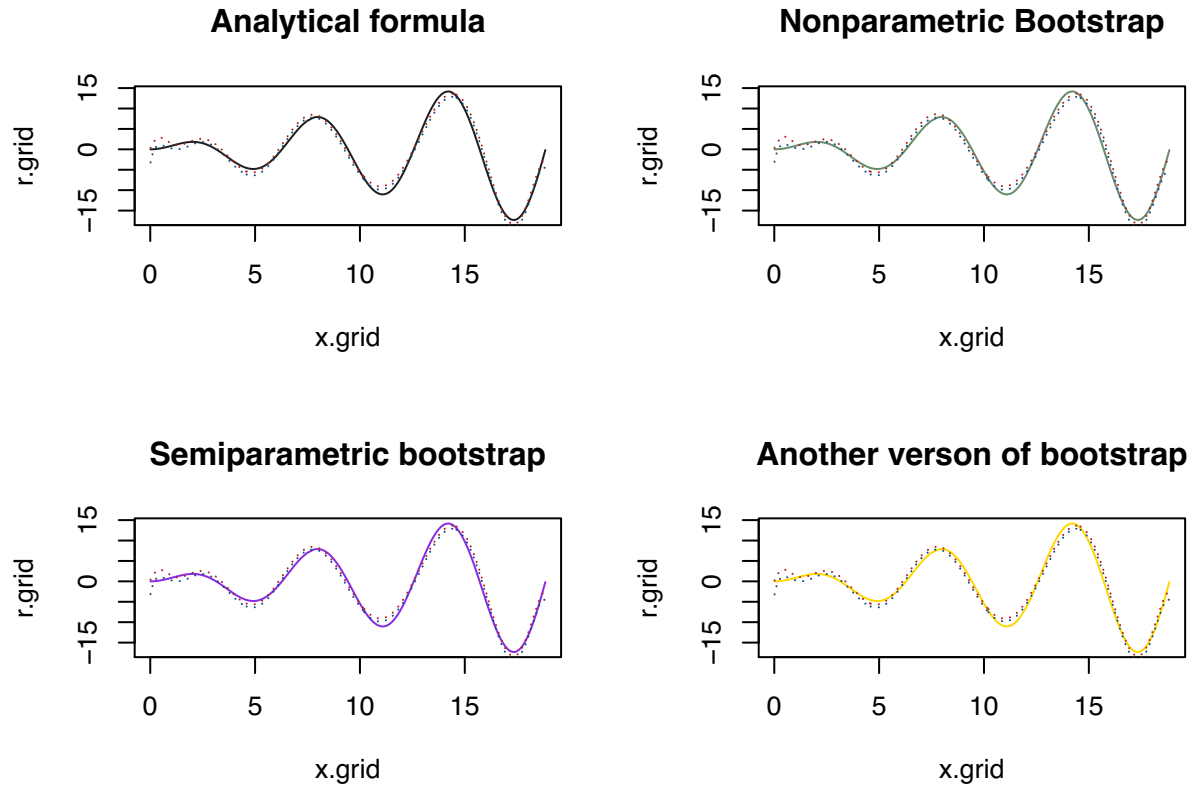 Analytical formula
r.grid
15
0
−15
0 5 10 15
x.grid
Nonparametric Bootstrap
r.grid
15
0
−15
0 5 10 15
x.grid
Semiparametric bootstrap
r.grid
15
0
−15
0 5 10 15
x.grid
Another verson of bootstrap
r.grid
15
0
−15
0 5 10 15
x.grid